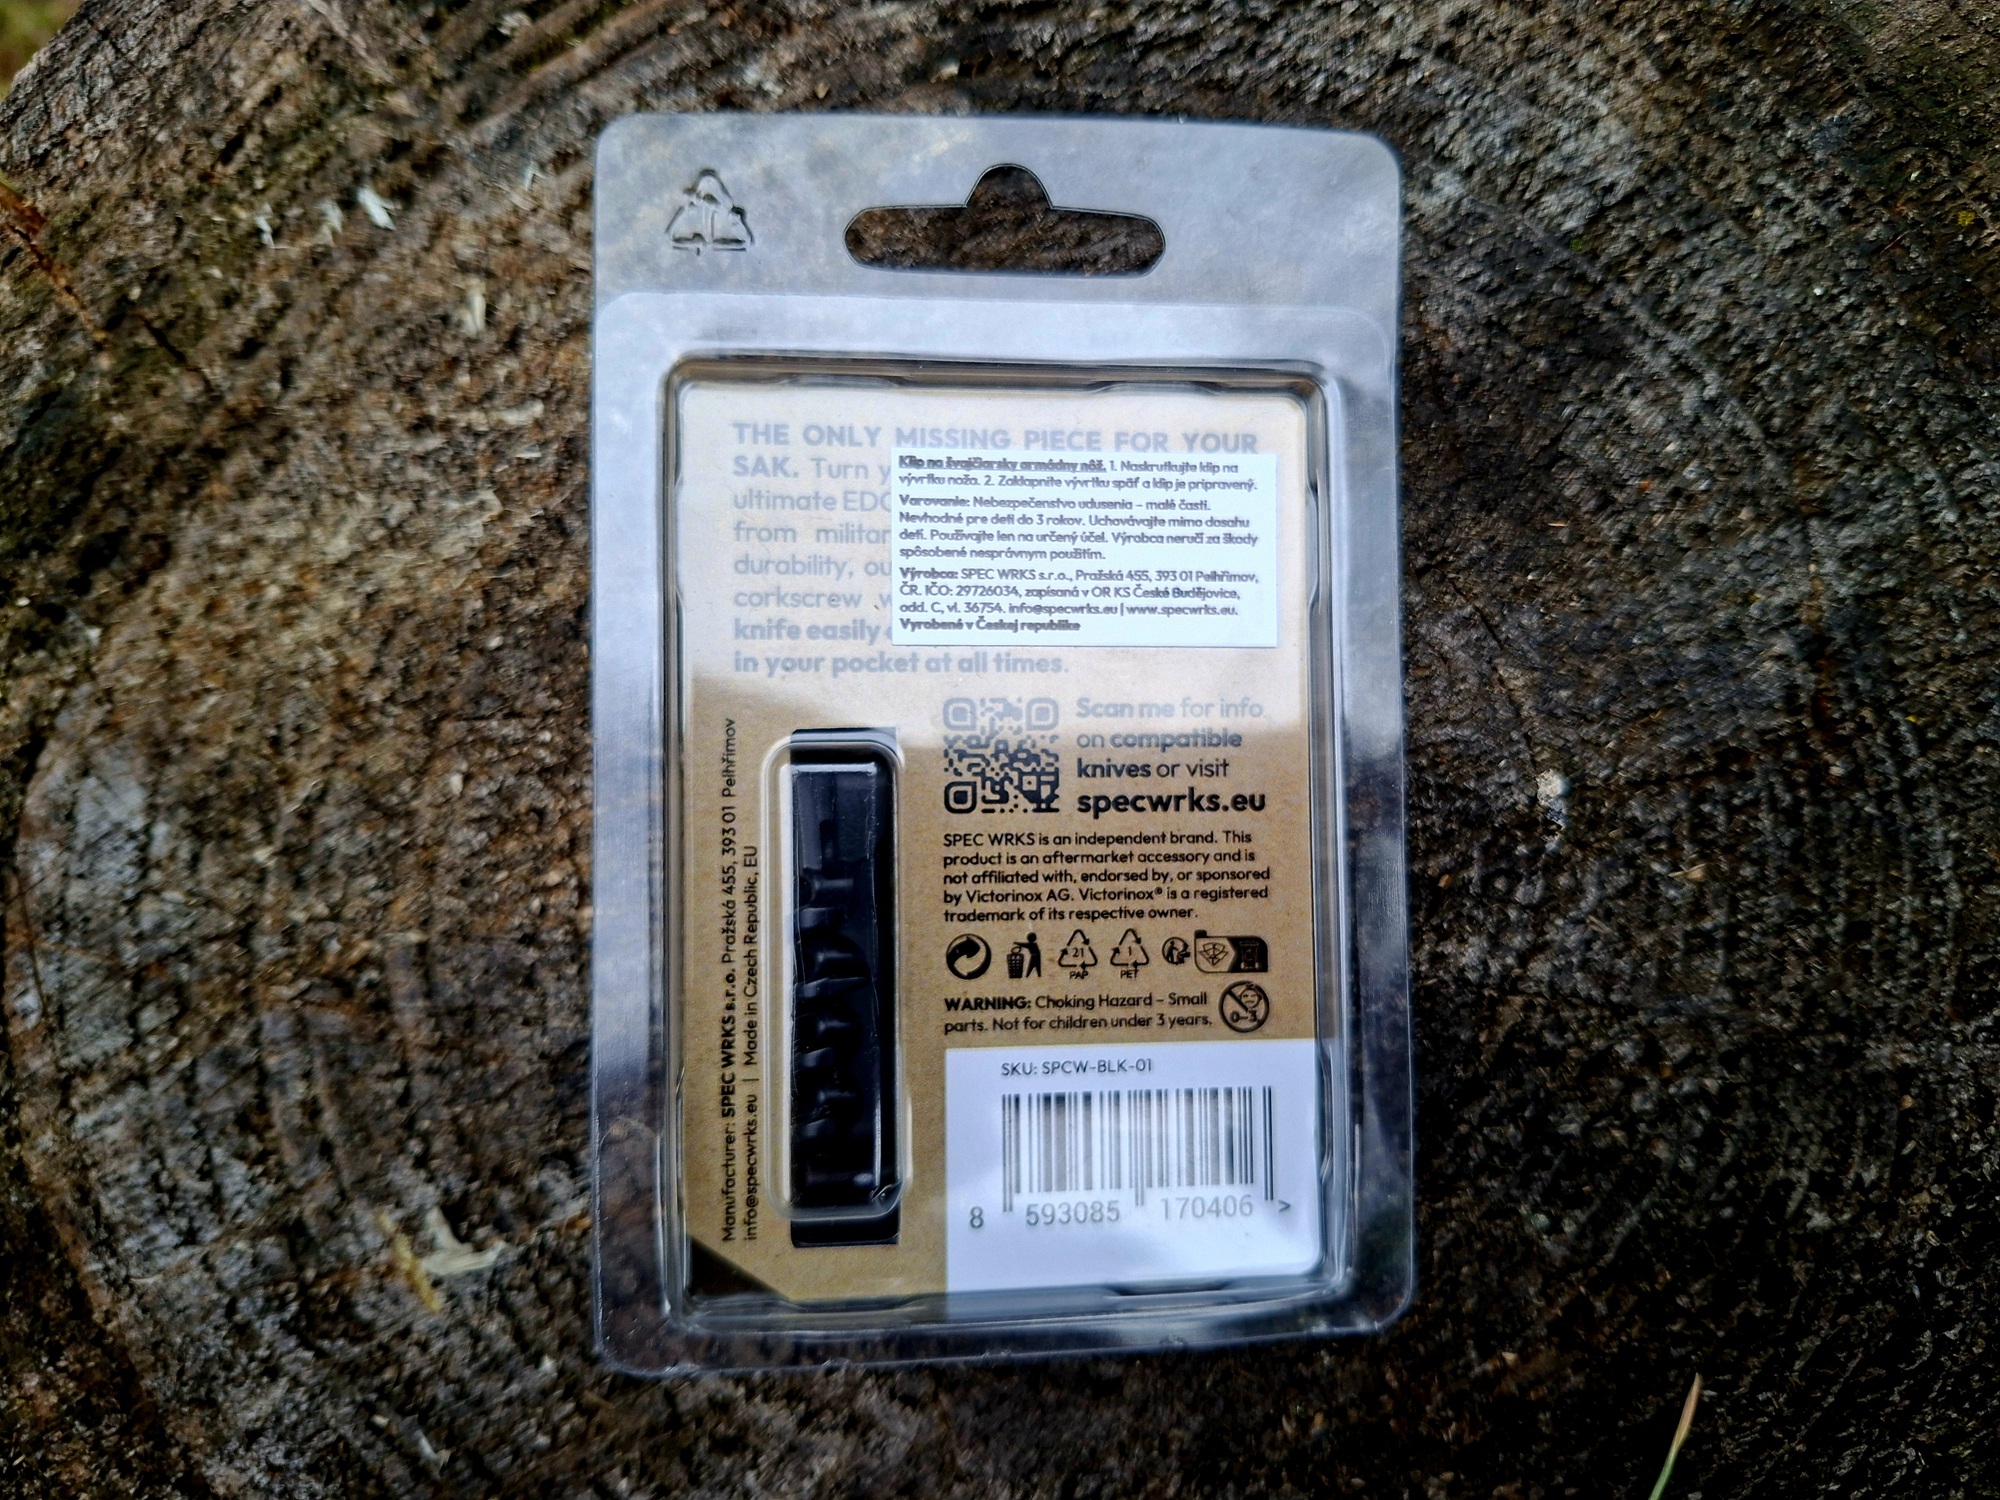 THE ONLY MISSING PIECE FOR YOUR
SAK. Turn
ultimate EDC
from
durability,
corkscrew
knife easily
in your pocket at all times.
Klip na švajčiarsky armádny nôž. 1. Naskrutkujte klip na
vývrtku noža. 2. Zaklapnite vývrtku späť a klip je pripravený.
Varovanie: Nebezpečenstvo udusenia – malé časti.
Nevhodné pre deti do 3 rokov. Uchovávajte mimo dosahu
detí. Používajte len na určený účel. Výrobca neručí za škody
spôsobené nesprávnym použitím.
Výrobca: SPEC WRKS s.r.o., Pražská 455, 393 01 Pelhřimov,
ČR. IČO: 29726034, zapísaná v OR KS České Budějovice,
odd. C, vl. 36754. info@specwrks.eu | www.specwrks.eu.
Vyrobené v Českej republike
Scan me for info
on compatible
knives or visit
specwrks.eu
SPEC WRKS is an independent brand. This
product is an aftermarket accessory and is
not affiliated with, endorsed by, or sponsored
by Victorinox AG. Victorinox® is a registered
trademark of its respective owner.
21
PAP
1
PET
WARNING: Choking Hazard – Small
parts. Not for children under 3 years.
0-3
Manufacturer: SPEC WRKS s.r.o. Pražská 455, 393 01 Pelhřimov
info@specwrks.eu | Made in Czech Republic, EU
SKU: SPCW-BLK-01
8 593085 170406 >